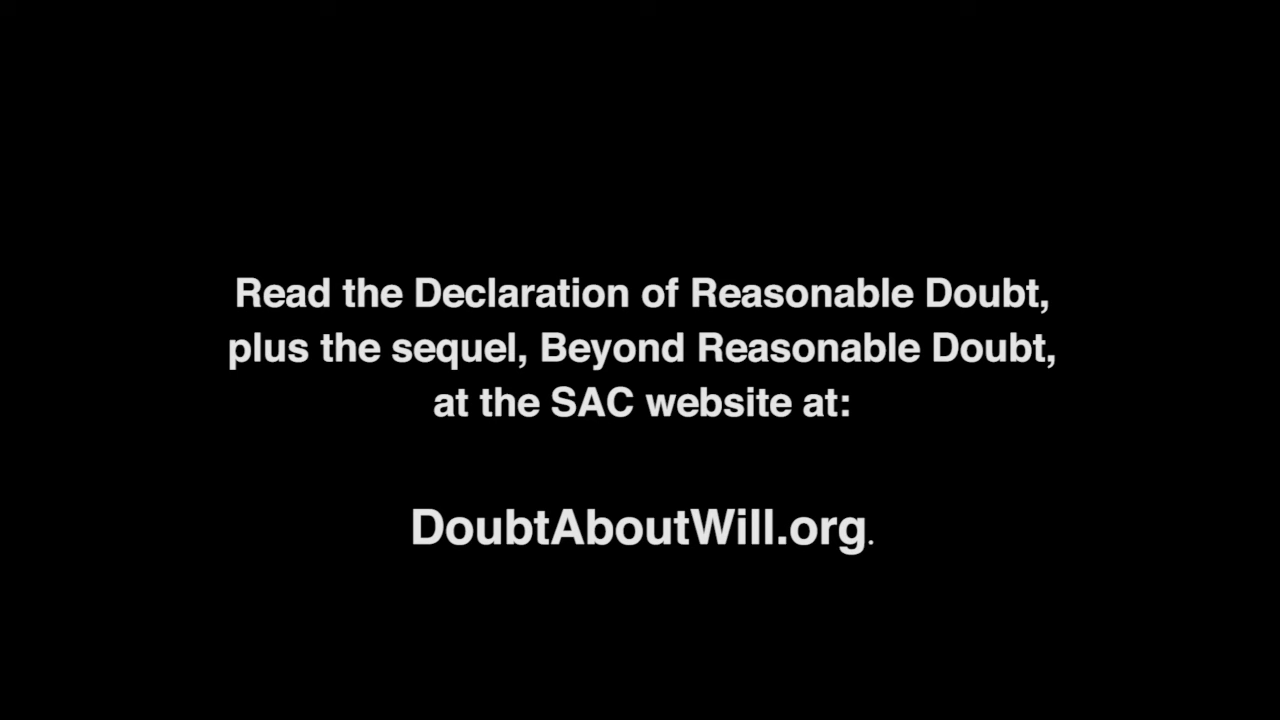 Read the Declaration of Reasonable Doubt,
plus the sequel, Beyond Reasonable Doubt,
at the SAC website at:
DoubtAboutWill.org.